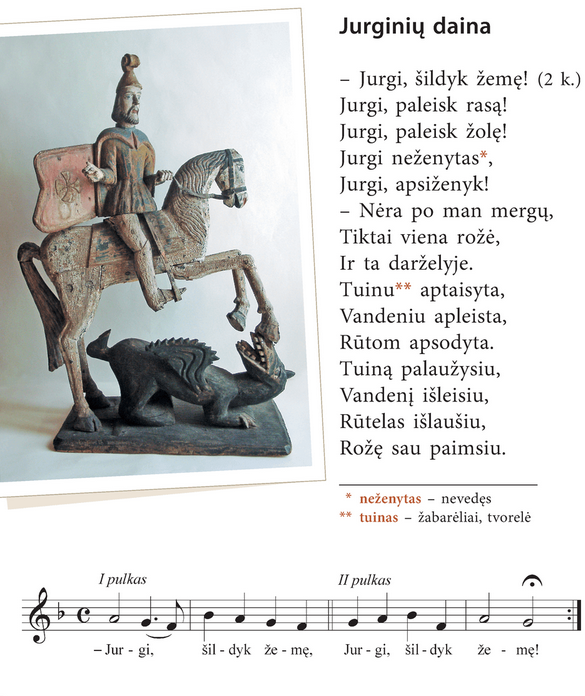 Jurginių daina
– Jurgi, šildyk žemę! (2 k.)
Jurgi, paleisk rasą!
Jurgi, paleisk žolę!
Jurgi neženytas*,
Jurgi, apsiženyk!
– Nėra po man mergų,
Tiktai viena rožė,
Ir ta darželyje.
Tuinu** aptaisyta,
Vandeniu apleista,
Rūtom apsodyta.
Tuiną palaužysiu,
Vandenį išleisiu,
Rūtelas išlaušiu,
Rožę sau paimsiu.
* neženytas – nevedęs
** tuinas – žabarėliai, tvorelė
I pulkas II pulkas
– Jur - gi, šil - dyk že - mę, Jur - gi, šil - dyk že - mę!